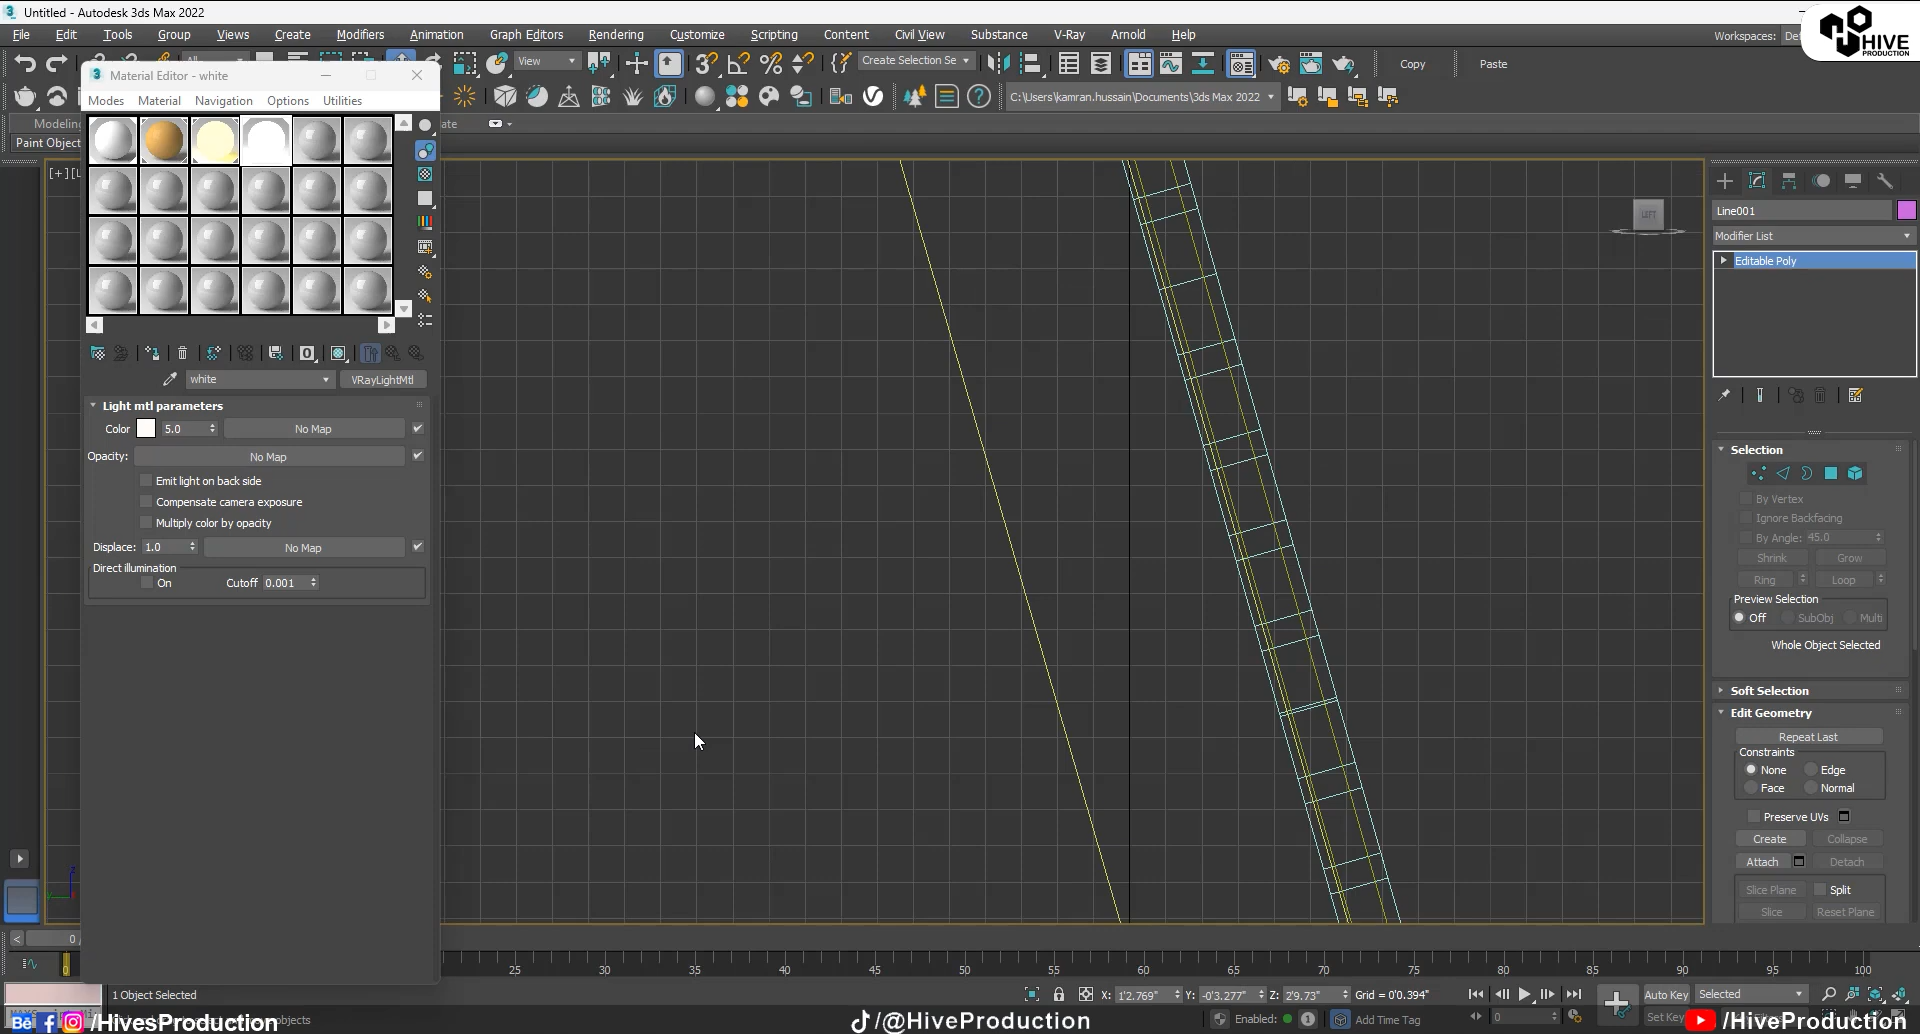 Untitled - Autodesk 3ds Max 2022
File Edit Tools Group Views Create Modifiers Animation Graph Editors Rendering Customize Scripting Content Civil View Substance V-Ray Arnold Help
Workspaces:
HIVE
PRODUCTION
View
Create Selection Se
Copy
Paste
Material Editor - white
Modes Material Navigation Options Utilities
C:\Users\kamran.hussain\Documents\3ds Max 2022
Modeling
Paint Object
[+]
LEFT
white
VRayLightMtl
Light mtl parameters
Color 5.0 No Map
Opacity: No Map
Emit light on back side
Compensate camera exposure
Multiply color by opacity
Displace: 1.0 No Map
Direct illumination
On Cutoff 0.001
Line001
Modifier List
Editable Poly
Selection
By Vertex
Ignore Backfacing
By Angle: 45.0
Shrink Grow
Ring Loop
Preview Selection
Off SubObj Multi
Whole Object Selected
Soft Selection
Edit Geometry
Repeat Last
Constraints
None Edge
Face Normal
Preserve UVs
Create Collapse
Attach Detach
Slice Plane Split
Slice Reset Plane
0
25 30 35 40 45 50 55 60 65 70 75 80 85 90 95 100
1 Object Selected
X: 1'2.769" Y: -0'3.277" Z: 2'9.73" Grid = 0'0.394"
Auto Key Selected
Enabled: Add Time Tag
0
Set Key
/HivesProduction
/@HiveProduction
/HiveProduction